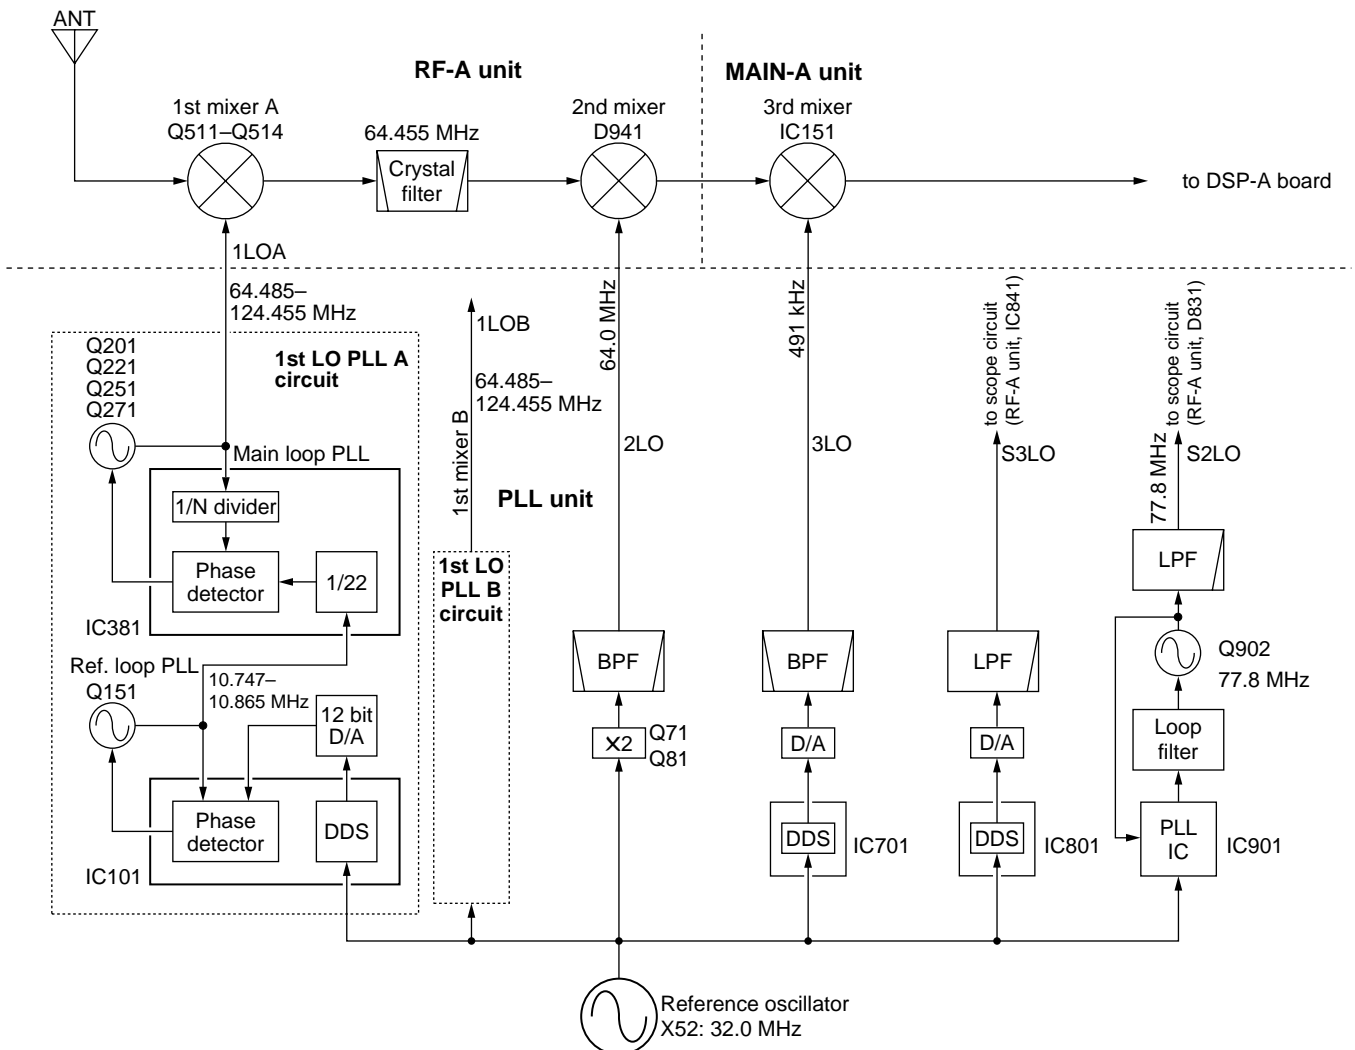 ANT
RF-A unit
MAIN-A unit
1st mixer A
Q511–Q514
64.455 MHz
Crystal
filter
2nd mixer
D941
3rd mixer
IC151
to DSP-A board
1LOA
64.485–
124.455 MHz
1LOB
64.485–
124.455 MHz
1st mixer B
64.0 MHz
2LO
491 kHz
3LO
to scope circuit
(RF-A unit, IC841)
S3LO
to scope circuit
(RF-A unit, D831)
S2LO
77.8 MHz
Q201
Q221
Q251
Q271
1st LO PLL A
circuit
Main loop PLL
1/N divider
Phase
detector
1/22
IC381
PLL unit
1st LO
PLL B
circuit
Ref. loop PLL
Q151
10.747–
10.865 MHz
12 bit
D/A
Phase
detector
DDS
IC101
BPF
X2
Q71
Q81
BPF
D/A
DDS
IC701
LPF
D/A
DDS
IC801
LPF
Q902
77.8 MHz
Loop
filter
PLL
IC
IC901
Reference oscillator
X52: 32.0 MHz